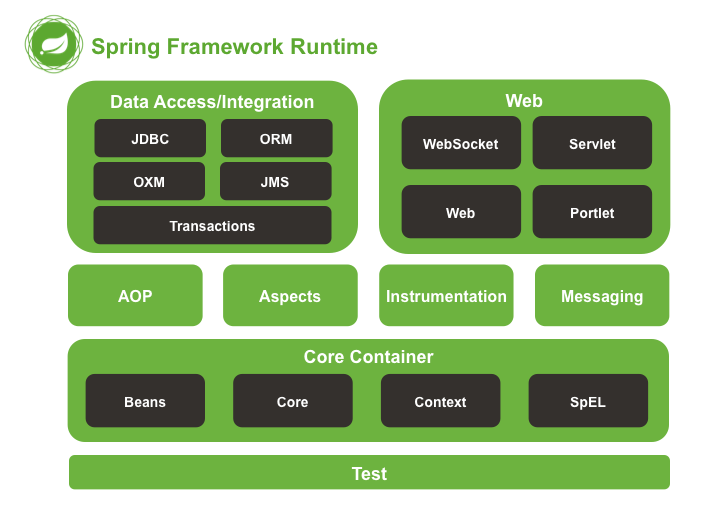 Spring Framework Runtime
Data Access/Integration
JDBC
ORM
OXM
JMS
Transactions
Web
WebSocket
Servlet
Web
Portlet
AOP
Aspects
Instrumentation
Messaging
Core Container
Beans
Core
Context
SpEL
Test